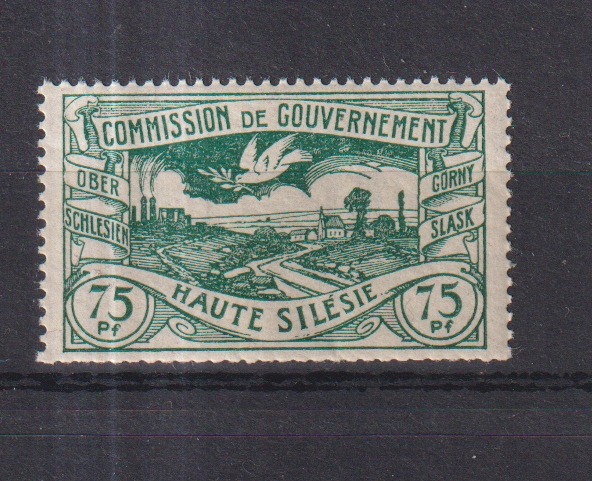 COMMISSION DE GOUVERNEMENT
OBER
SCHLESIEN
GORNY
SLASK
HAUTE SILÉSIE
75
Pf
75
Pf